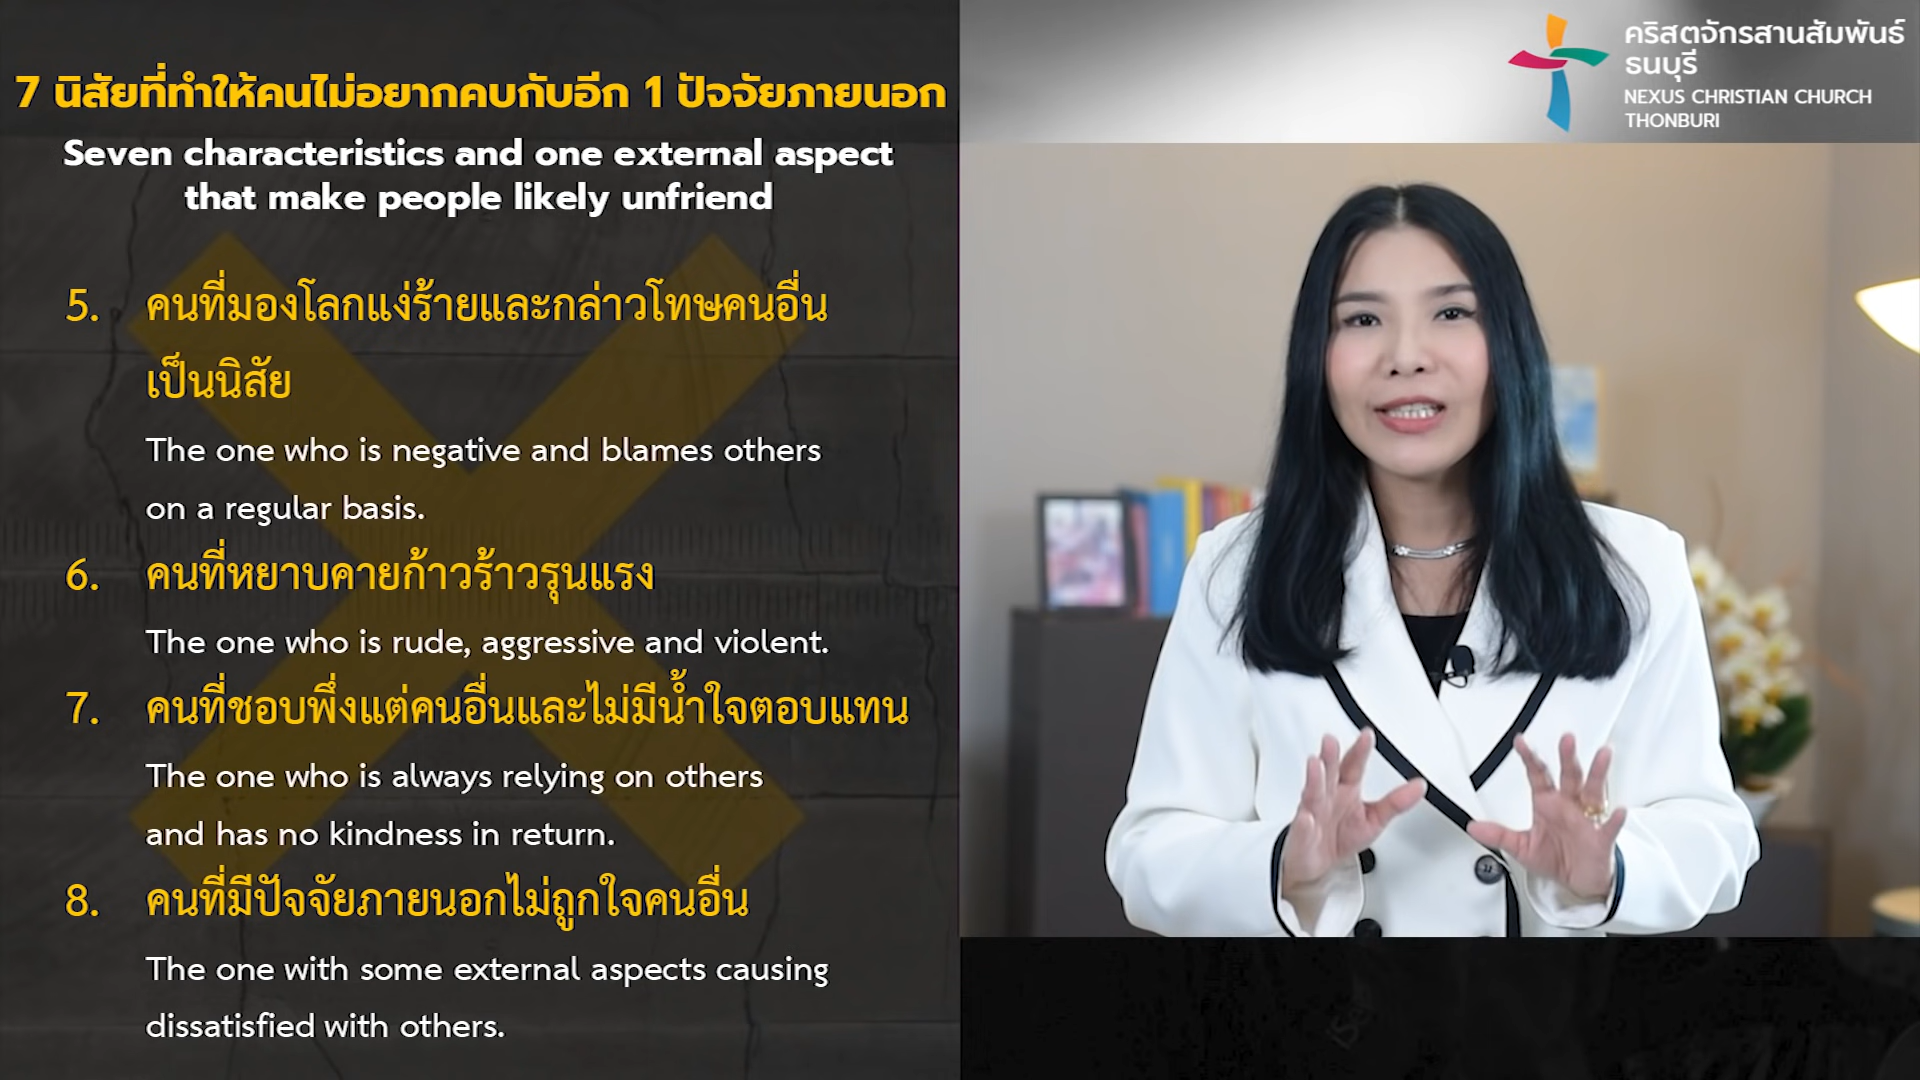 7 นิสัยที่ทำให้คนไม่อยากคบกับอีก 1 ปัจจัยภายนอก
Seven characteristics and one external aspect
that make people likely unfriend
5. คนที่มองโลกแง่ร้ายและกล่าวโทษคนอื่น
เป็นนิสัย
The one who is negative and blames others
on a regular basis.
6. คนที่หยาบคายก้าวร้าวรุนแรง
The one who is rude, aggressive and violent.
7. คนที่ชอบพึ่งแต่คนอื่นและไม่มีน้ำใจตอบแทน
The one who is always relying on others
and has no kindness in return.
8. คนที่มีปัจจัยภายนอกไม่ถูกใจคนอื่น
The one with some external aspects causing
dissatisfied with others.
คริสตจักรสานสัมพันธ์
ธนบุรี
NEXUS CHRISTIAN CHURCH
THONBURI